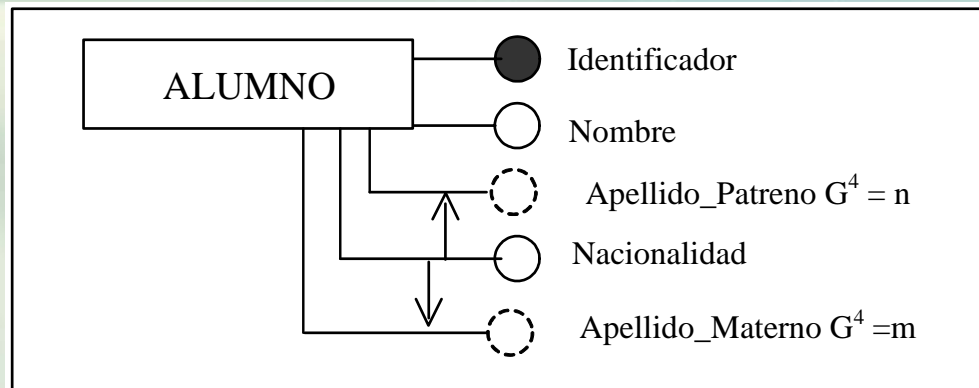 ALUMNO
Identificador
Nombre
Apellido_Patreno G⁴ = n
Nacionalidad
Apellido_Materno G⁴ =m